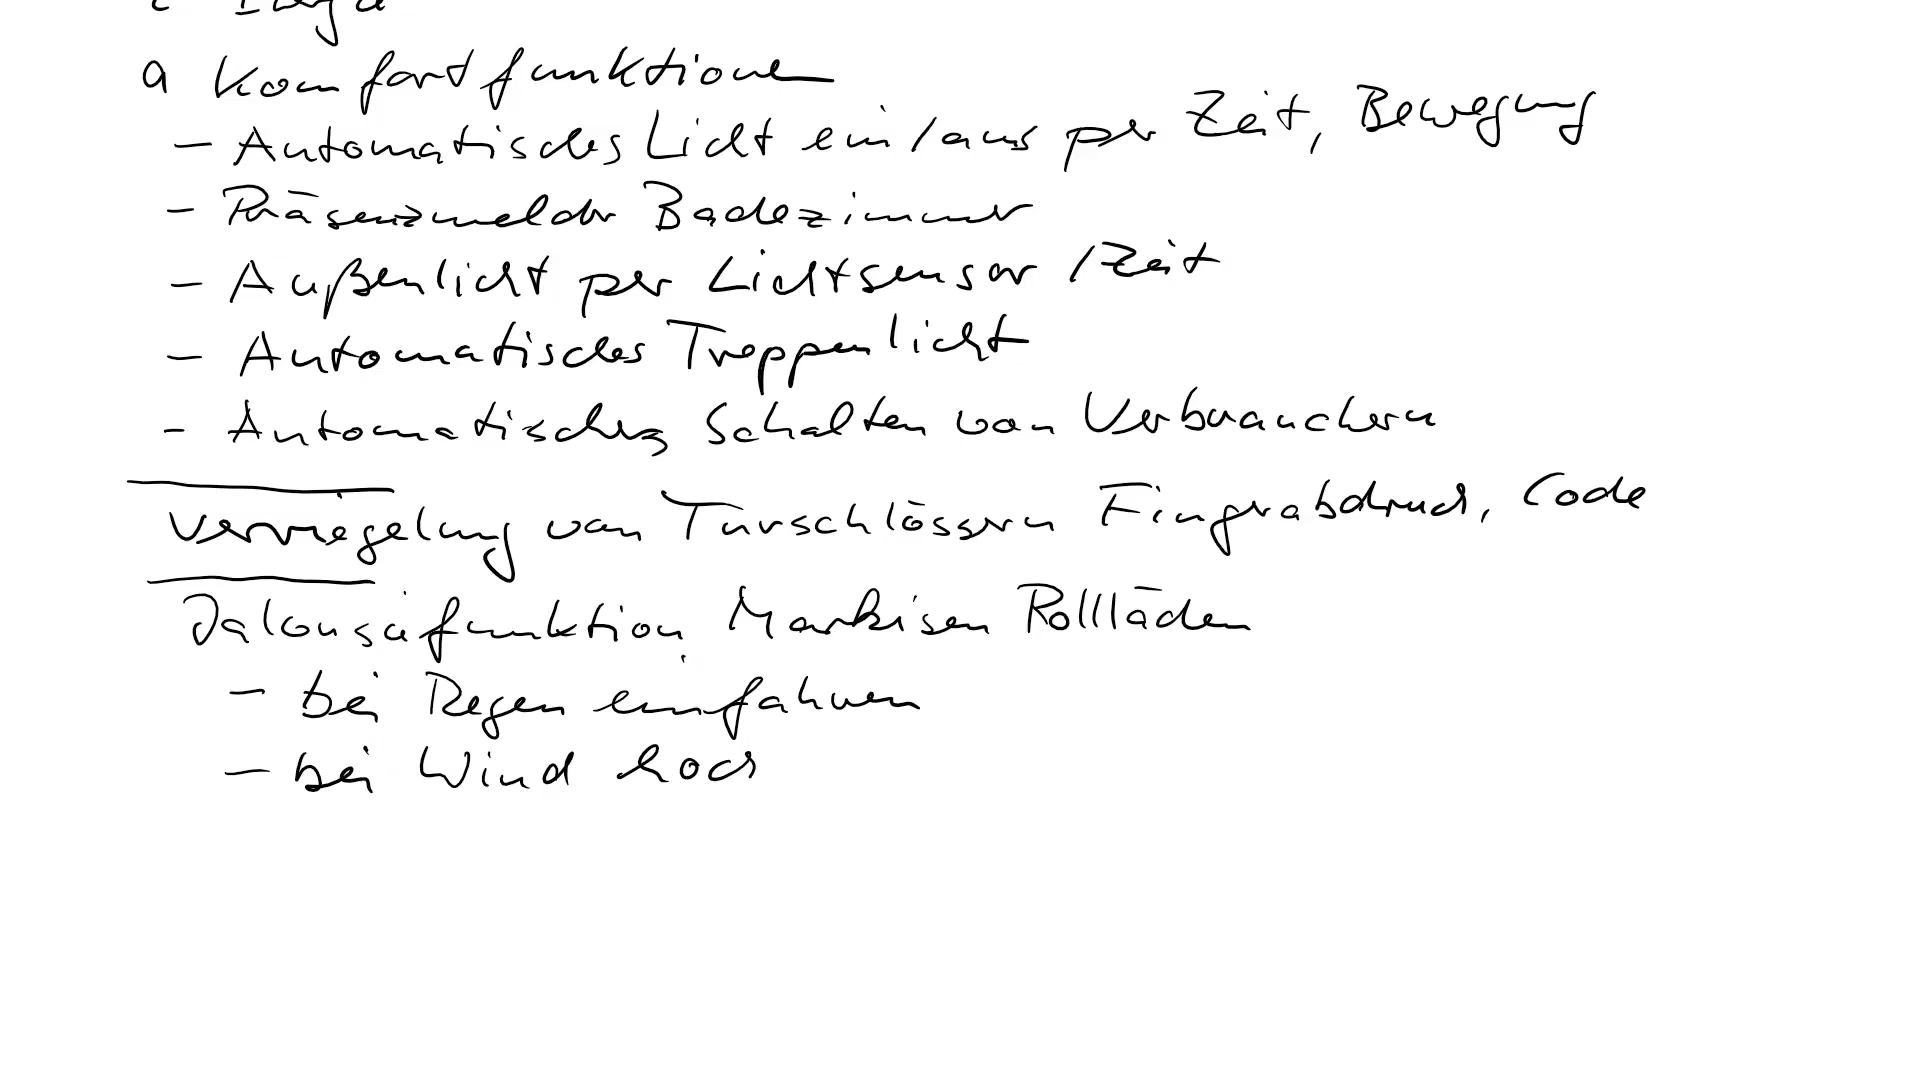 a Komfortfunktionen
- Automatisches Licht ein/aus per Zeit, Bewegung
- Präsenzmelder Badezimmer
- Außenlicht per Lichtsensor /Zeit
- Automatisches Treppenlicht
- Automatisches Schalten von Verbrauchern
Verriegelung von Türschlössern Fingerabdruck, Code
Jalousiefunktion Markisen Rollläden
- bei Regen einfahren
- bei Wind hoch